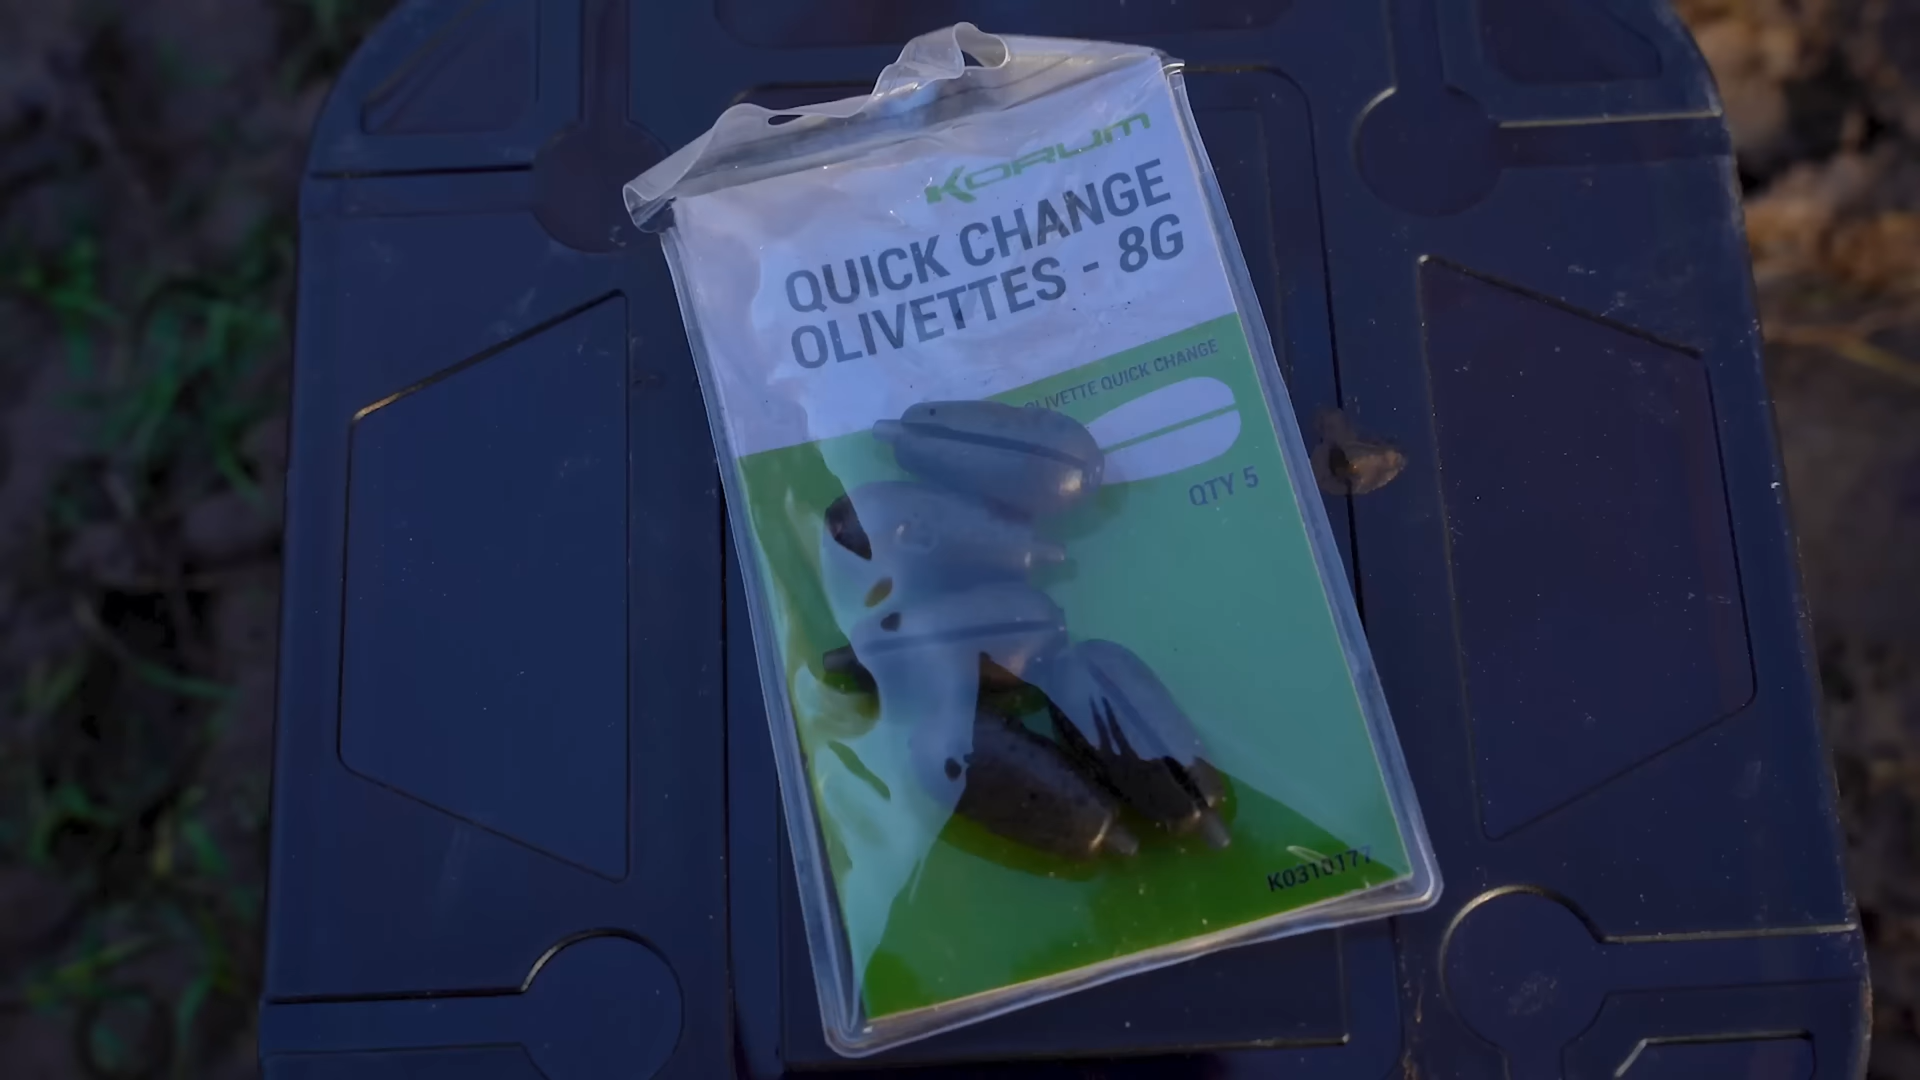 KORUM
QUICK CHANGE
OLIVETTES - 8G
OLIVETTE QUICK CHANGE
QTY 5
K0310177